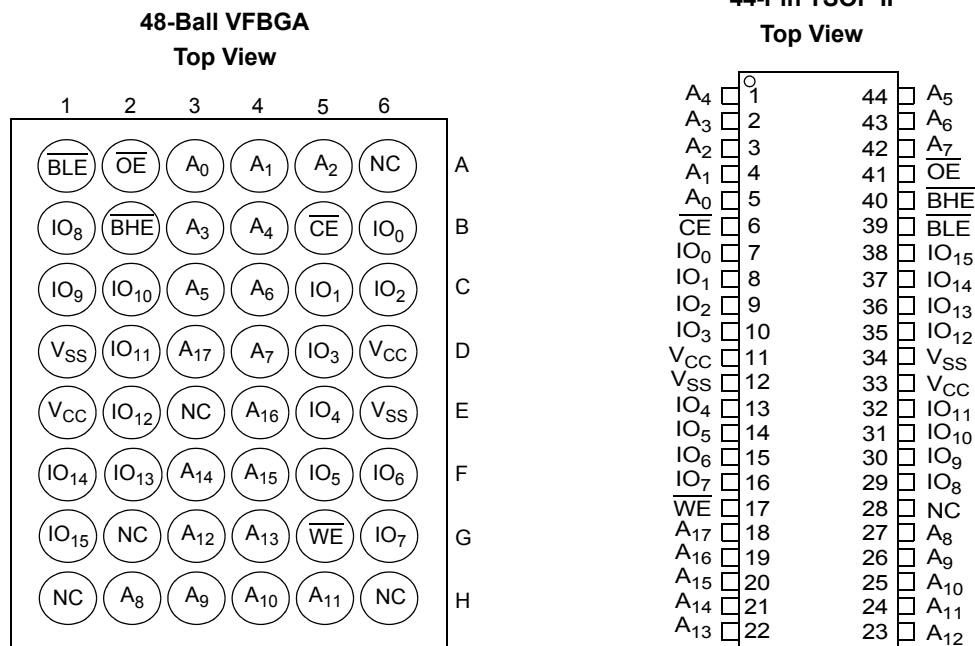 48-Ball VFBGA
Top View
1 2 3 4 5 6
BLE OE A0 A1 A2 NC A
IO8 BHE A3 A4 CE IO0 B
IO9 IO10 A5 A6 IO1 IO2 C
VSS IO11 A17 A7 IO3 VCC D
VCC IO12 NC A16 IO4 VSS E
IO14 IO13 A14 A15 IO5 IO6 F
IO15 NC A12 A13 WE IO7 G
NC A8 A9 A10 A11 NC H
44-Pin TSOP II
Top View
A4 1 44 A5
A3 2 43 A6
A2 3 42 A7
A1 4 41 OE
A0 5 40 BHE
CE 6 39 BLE
IO0 7 38 IO15
IO1 8 37 IO14
IO2 9 36 IO13
IO3 10 35 IO12
VCC 11 34 VSS
VSS 12 33 VCC
IO4 13 32 IO11
IO5 14 31 IO10
IO6 15 30 IO9
IO7 16 29 IO8
WE 17 28 NC
A17 18 27 A8
A16 19 26 A9
A15 20 25 A10
A14 21 24 A11
A13 22 23 A12